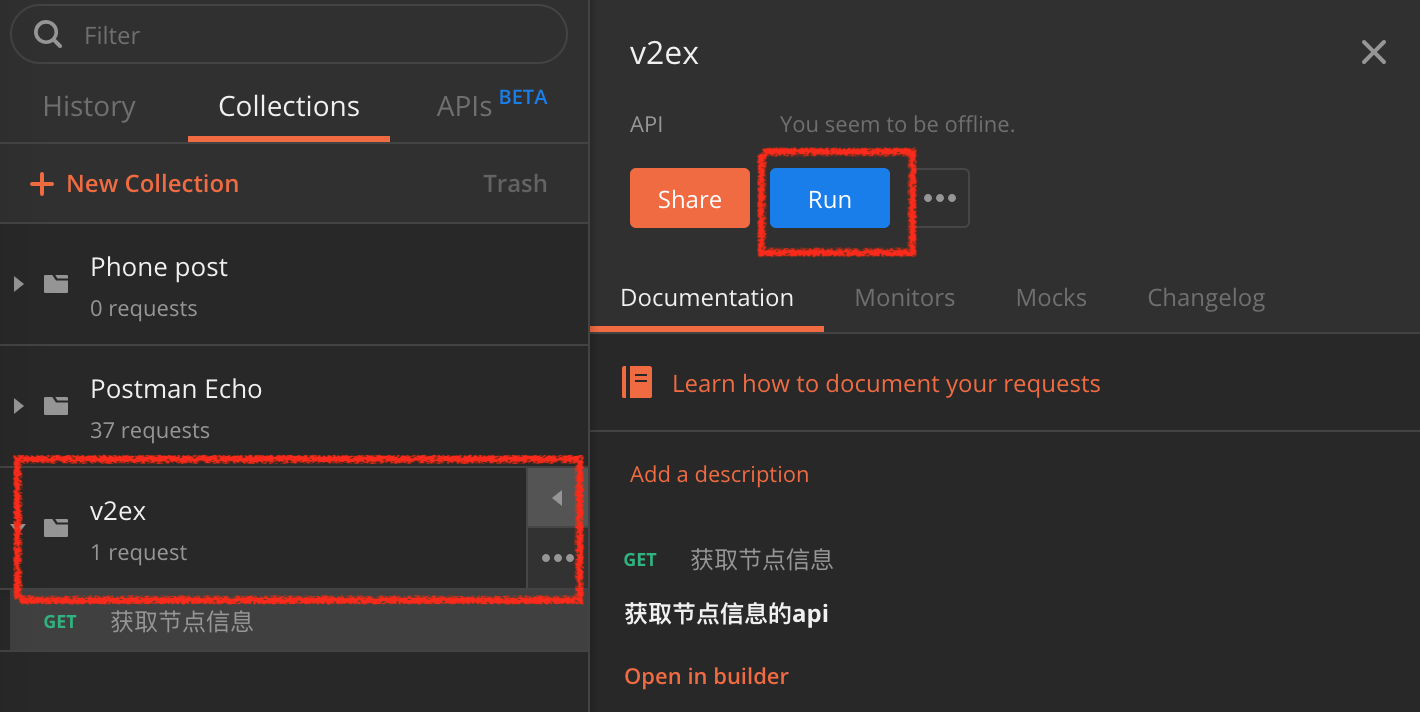 Filter
History
Collections
APIs BETA
New Collection
Trash
Phone post
0 requests
Postman Echo
37 requests
v2ex
1 request
GET 获取节点信息
v2ex
API
You seem to be offline.
Share
Run
Documentation
Monitors
Mocks
Changelog
Learn how to document your requests
Add a description
GET 获取节点信息
获取节点信息的api
Open in builder